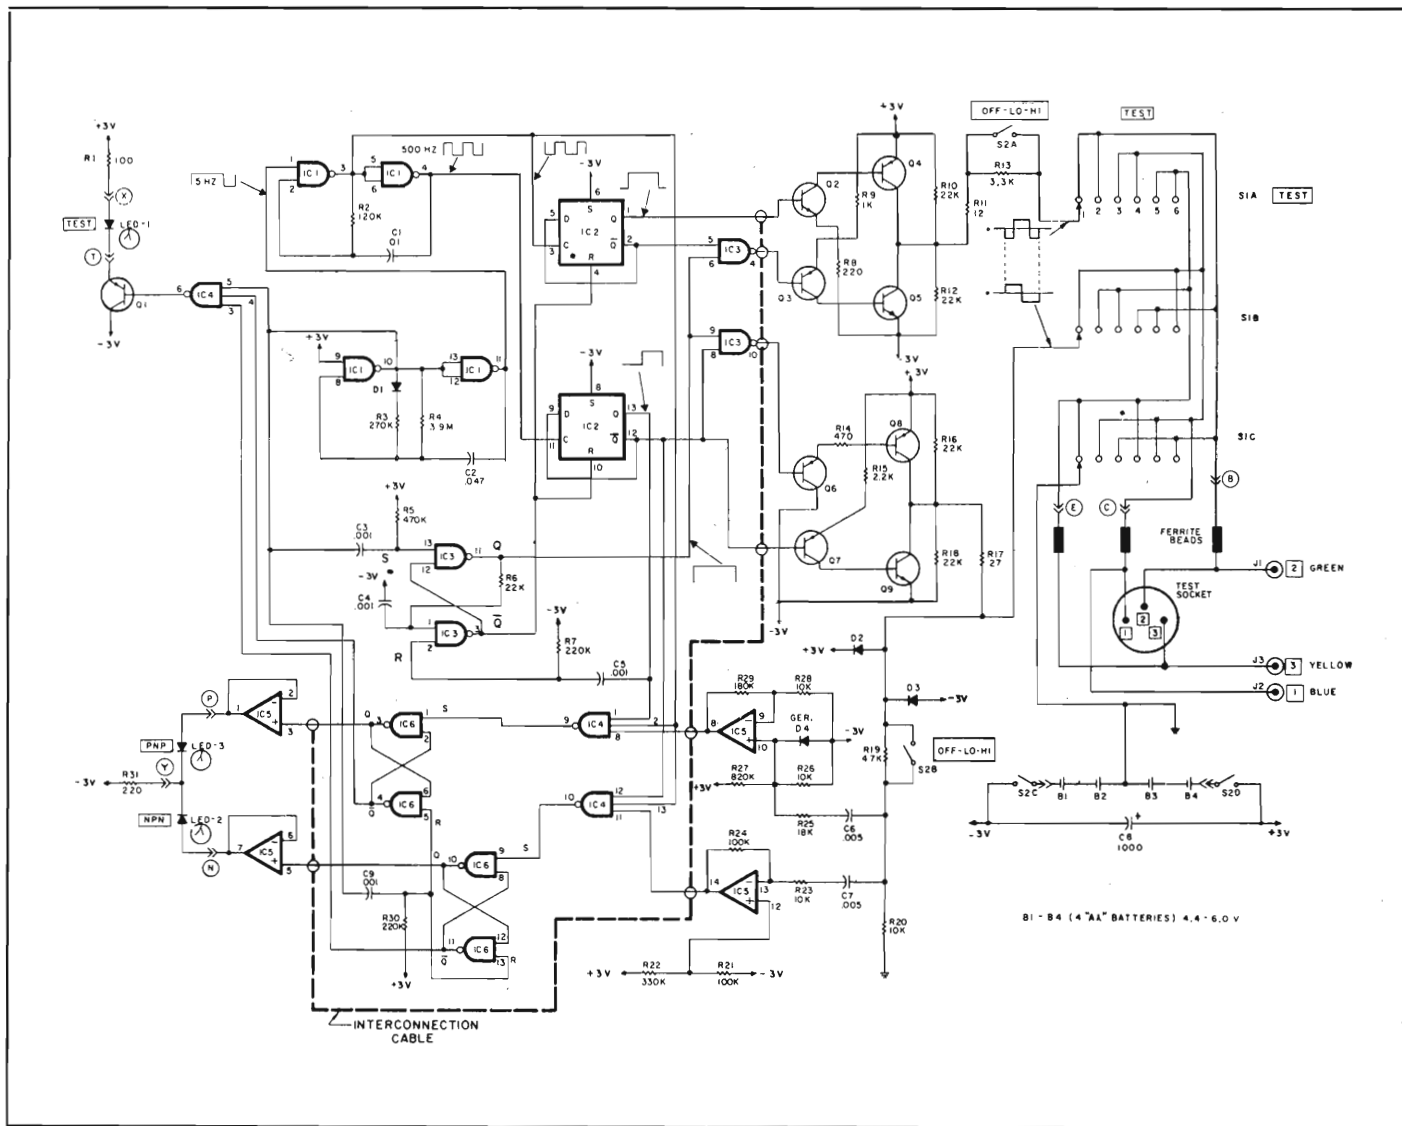 +3V
R1
100
X
TEST
LED-1
T
Q1
-3V
6
IC4
5
4
3
5 HZ
1
2
IC1
3
R2
120K
C1
.01
5
6
IC1
4
500 HZ
+3V
9
8
IC1
10
D1
R3
270K
R4
3.9M
13
12
IC1
11
C2
.047
-3V
6
S
5
D
Q
1
IC2
3
C
Q
2
R
4
-3V
8
S
9
D
Q
13
IC2
11
C
Q
12
R
10
5
6
IC3
4
9
8
IC3
10
+3V
R5
470K
C3
.001
S
-3V
C4
.001
13
12
IC3
11
Q
R6
22K
1
2
IC3
3
Q
R
-3V
R7
220K
C5
.001
+3V
Q2
Q3
Q4
Q5
R9
1K
R8
220
R10
22K
R12
22K
R11
12
-3V
OFF-LO-HI
S2A
R13
3.3K
+3V
Q6
Q7
Q8
Q9
R14
470
R15
2.2K
R16
22K
R18
22K
R17
27
-3V
TEST
1
2
3
4
5
6
S1A
TEST
S1B
S1C
E
C
B
FERRITE
BEADS
TEST
SOCKET
1
2
3
J1
2
GREEN
J3
3
YELLOW
J2
1
BLUE
+3V
D2
D3
-3V
R19
47K
S2B
OFF-LO-HI
R20
10K
R29
180K
R28
10K
GER.
D4
-3V
8
IC5
9
10
R27
820K
R26
10K
+3V
R25
18K
C6
.005
R24
100K
14
IC5
13
12
R23
10K
C7
.005
+3V
R22
330K
R21
100K
-3V
9
IC4
1
2
8
10
IC4
12
13
11
P
1
IC5
2
3
PNP
LED-3
-3V
R31
220
Y
NPN
LED-2
N
7
IC5
6
5
Q
3
IC6
1
2
S
4
Q
IC6
6
5
R
Q
10
IC6
9
8
S
11
Q
IC6
12
13
R
C9
.001
R30
220K
+3V
INTERCONNECTION
CABLE
S2C
B1
B2
B3
B4
S2D
-3V
C8
1000
+3V
B1 - B4 (4 "AA" BATTERIES) 4.4 - 6.0 V